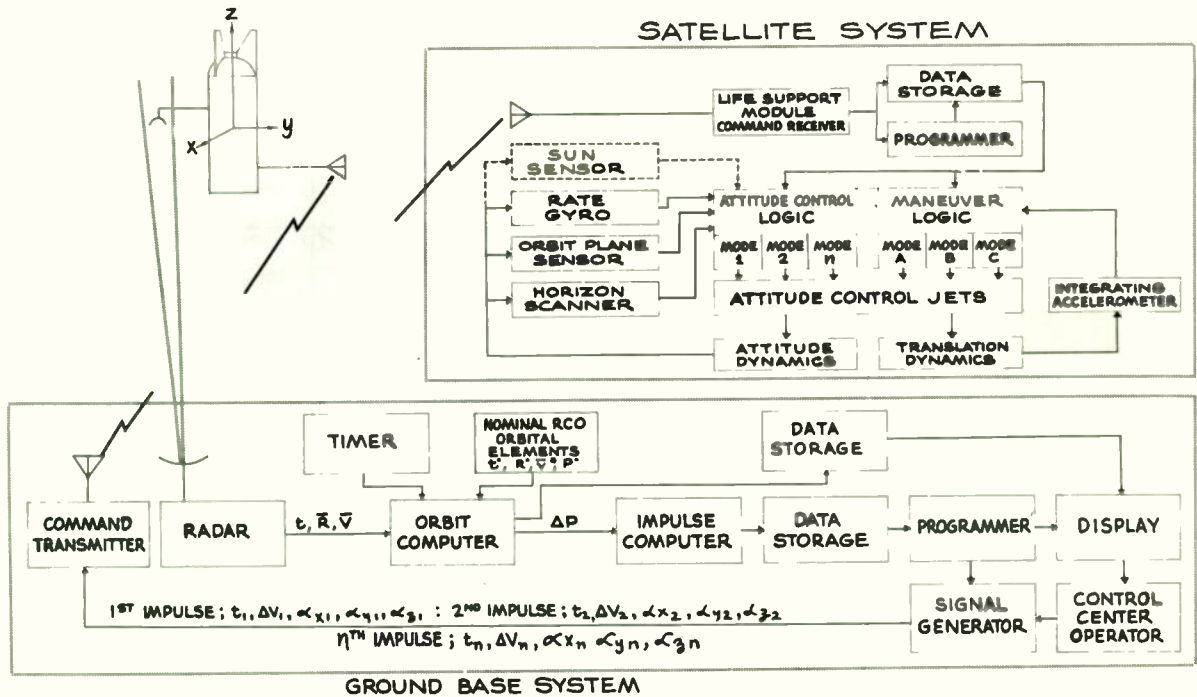 z
y
x
SATELLITE SYSTEM
LIFE SUPPORT
MODULE
COMMAND RECEIVER
DATA
STORAGE
PROGRAMMER
SUN
SENSOR
RATE
GYRO
ORBIT PLANE
SENSOR
HORIZON
SCANNER
ATTITUDE CONTROL
LOGIC
MODE
1
MODE
2
MODE
n
MANEUVER
LOGIC
MODE
A
MODE
B
MODE
C
ATTITUDE CONTROL JETS
INTEGRATING
ACCELEROMETER
ATTITUDE
DYNAMICS
TRANSLATION
DYNAMICS
TIMER
NOMINAL RCO
ORBITAL
ELEMENTS
DATA
STORAGE
COMMAND
TRANSMITTER
RADAR
t, R̄, V̄
ORBIT
COMPUTER
ΔP
IMPULSE
COMPUTER
DATA
STORAGE
PROGRAMMER
DISPLAY
1ST IMPULSE; t₁, ΔV₁, αx₁, αy₁, αz₁ : 2ND IMPULSE; t₂, ΔV₂, αx₂, αy₂, αz₂
ηTH IMPULSE; tn, ΔVn, αxn αyn, αzn
SIGNAL
GENERATOR
CONTROL
CENTER
OPERATOR
GROUND BASE SYSTEM